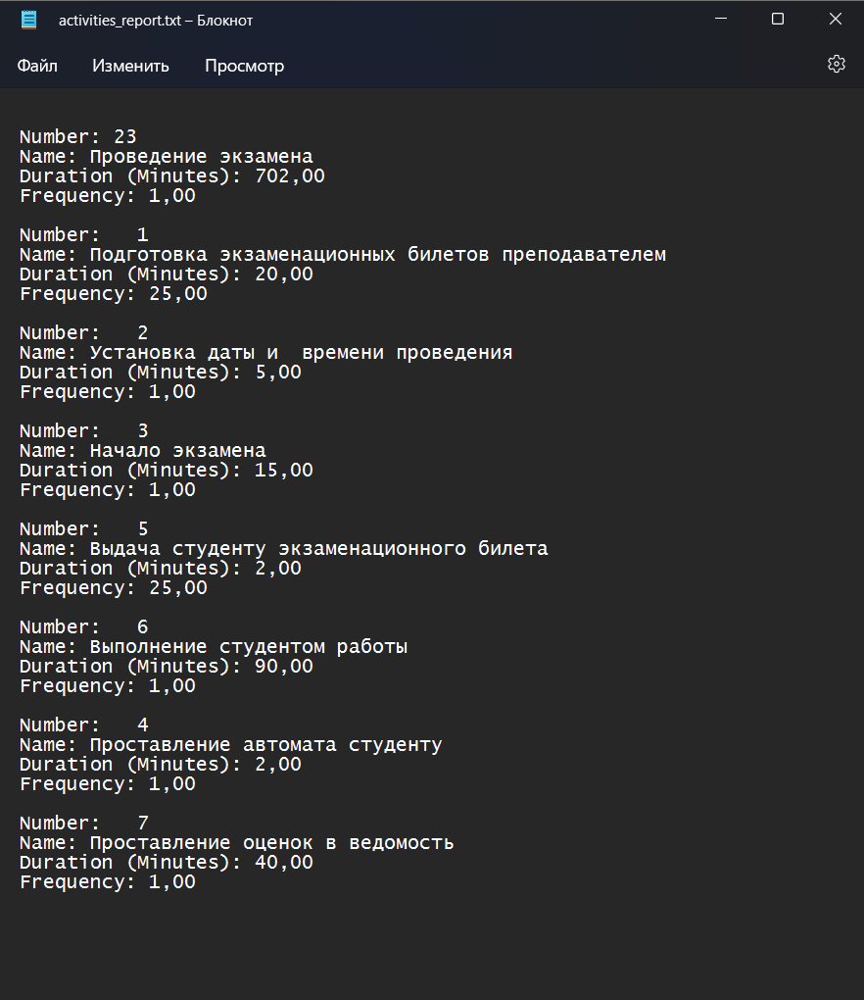 activities_report.txt – Блокнот
Файл Изменить Просмотр
Number: 23
Name: Проведение экзамена
Duration (Minutes): 702,00
Frequency: 1,00
Number:   1
Name: Подготовка экзаменационных билетов преподавателем
Duration (Minutes): 20,00
Frequency: 25,00
Number:   2
Name: Установка даты и  времени проведения
Duration (Minutes): 5,00
Frequency: 1,00
Number:   3
Name: Начало экзамена
Duration (Minutes): 15,00
Frequency: 1,00
Number:   5
Name: Выдача студенту экзаменационного билета
Duration (Minutes): 2,00
Frequency: 25,00
Number:   6
Name: Выполнение студентом работы
Duration (Minutes): 90,00
Frequency: 1,00
Number:   4
Name: Проставление автомата студенту
Duration (Minutes): 2,00
Frequency: 1,00
Number:   7
Name: Проставление оценок в ведомость
Duration (Minutes): 40,00
Frequency: 1,00